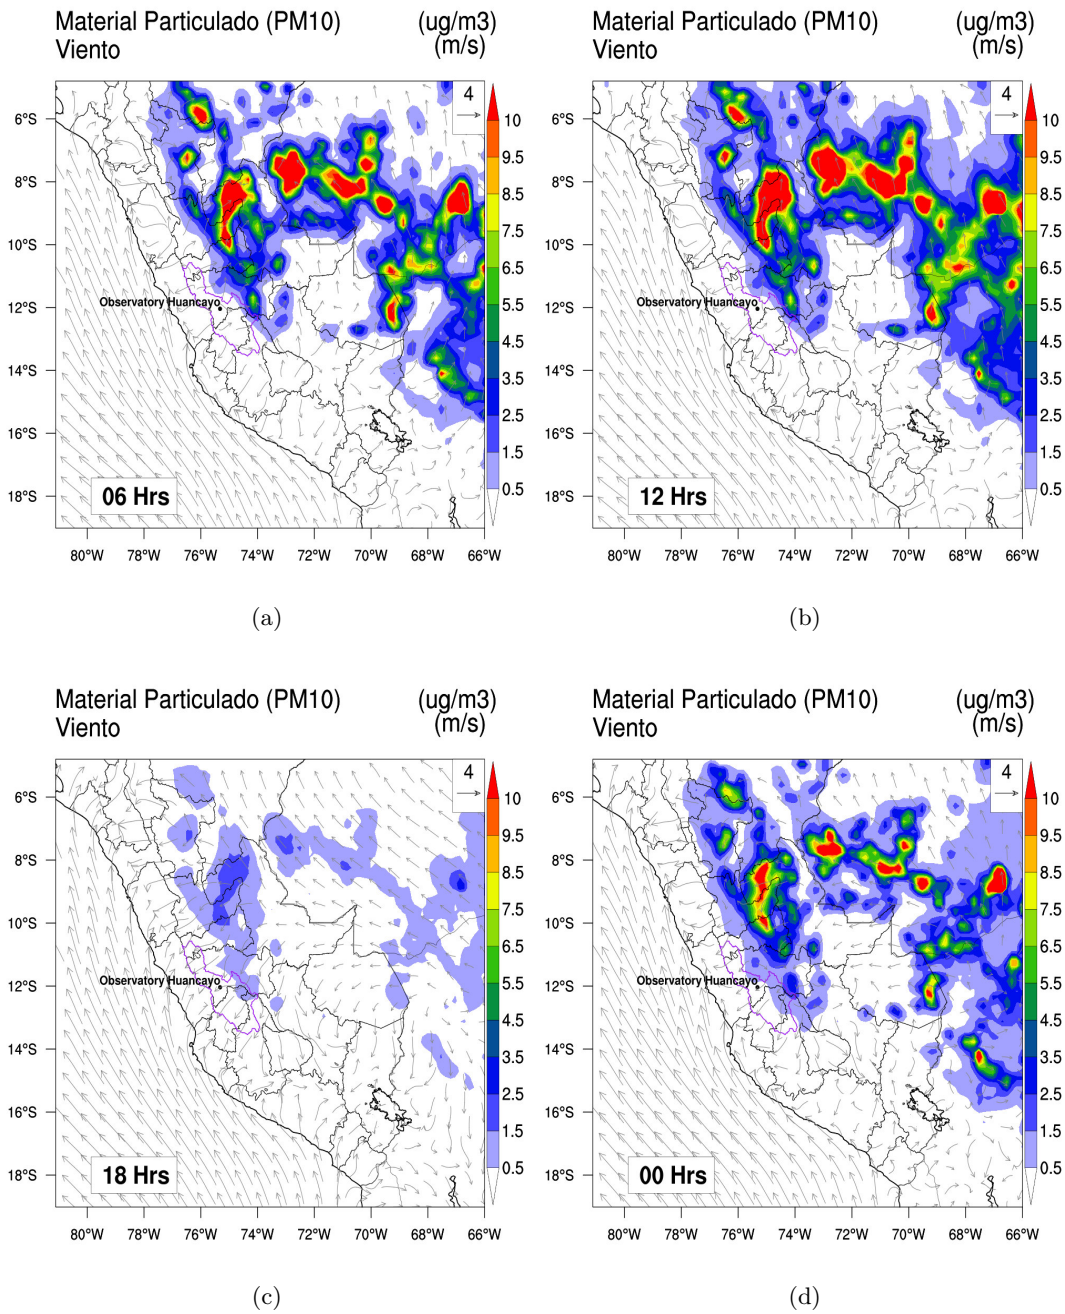 Material Particulado (PM10) (ug/m3)
Viento (m/s)
4
6°S
8°S
10°S
12°S
14°S
16°S
18°S
Observatory Huancayo
06 Hrs
80°W 78°W 76°W 74°W 72°W 70°W 68°W 66°W
10
9.5
8.5
7.5
6.5
5.5
4.5
3.5
2.5
1.5
0.5
(a)
Material Particulado (PM10) (ug/m3)
Viento (m/s)
4
6°S
8°S
10°S
12°S
14°S
16°S
18°S
Observatory Huancayo
12 Hrs
80°W 78°W 76°W 74°W 72°W 70°W 68°W 66°W
10
9.5
8.5
7.5
6.5
5.5
4.5
3.5
2.5
1.5
0.5
(b)
Material Particulado (PM10) (ug/m3)
Viento (m/s)
4
6°S
8°S
10°S
12°S
14°S
16°S
18°S
Observatory Huancayo
18 Hrs
80°W 78°W 76°W 74°W 72°W 70°W 68°W 66°W
10
9.5
8.5
7.5
6.5
5.5
4.5
3.5
2.5
1.5
0.5
(c)
Material Particulado (PM10) (ug/m3)
Viento (m/s)
4
6°S
8°S
10°S
12°S
14°S
16°S
18°S
Observatory Huancayo
00 Hrs
80°W 78°W 76°W 74°W 72°W 70°W 68°W 66°W
10
9.5
8.5
7.5
6.5
5.5
4.5
3.5
2.5
1.5
0.5
(d)